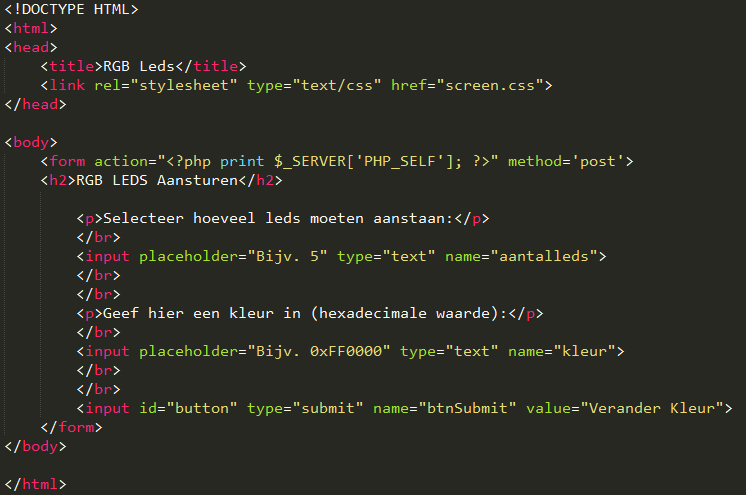 <!DOCTYPE HTML>
<html>
<head>
    <title>RGB Leds</title>
    <link rel="stylesheet" type="text/css" href="screen.css">
</head>

<body>
    <form action="<?php print $_SERVER['PHP_SELF']; ?>" method='post'>
    <h2>RGB LEDS Aansturen</h2>

        <p>Selecteer hoeveel leds moeten aanstaan:</p>
        </br>
        <input placeholder="Bijv. 5" type="text" name="aantalleds">
        </br>
        </br>
        <p>Geef hier een kleur in (hexadecimale waarde):</p>
        </br>
        <input placeholder="Bijv. 0xFF0000" type="text" name="kleur">
        </br>
        </br>
        <input id="button" type="submit" name="btnSubmit" value="Verander Kleur">
    </form>
</body>

</html>